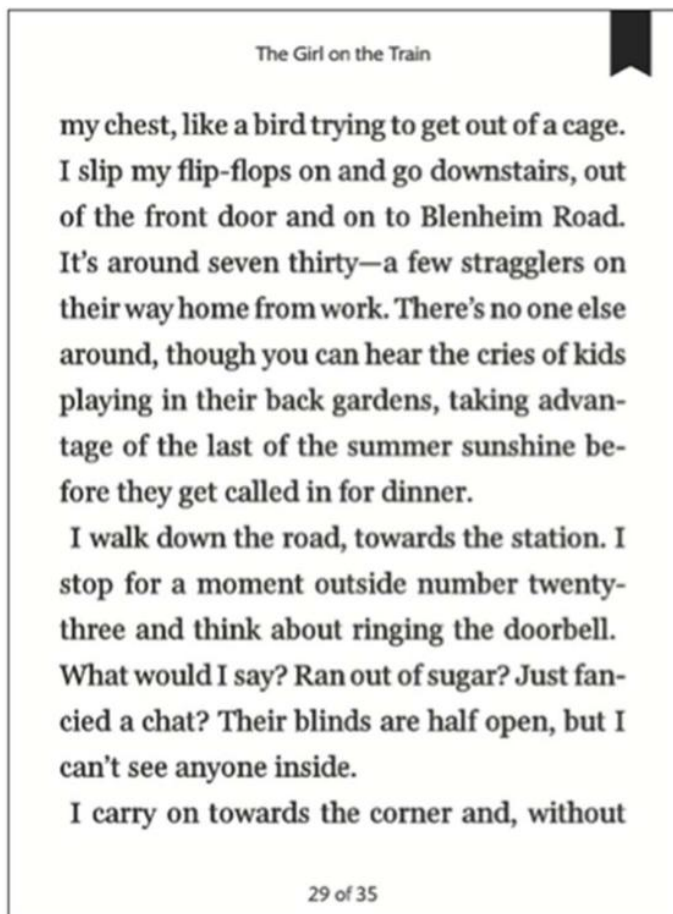 The Girl on the Train
my chest, like a bird trying to get out of a cage.
I slip my flip-flops on and go downstairs, out
of the front door and on to Blenheim Road.
It’s around seven thirty—a few stragglers on
their way home from work. There’s no one else
around, though you can hear the cries of kids
playing in their back gardens, taking advan-
tage of the last of the summer sunshine be-
fore they get called in for dinner.
I walk down the road, towards the station. I
stop for a moment outside number twenty-
three and think about ringing the doorbell.
What would I say? Ran out of sugar? Just fan-
cied a chat? Their blinds are half open, but I
can’t see anyone inside.
I carry on towards the corner and, without
29 of 35